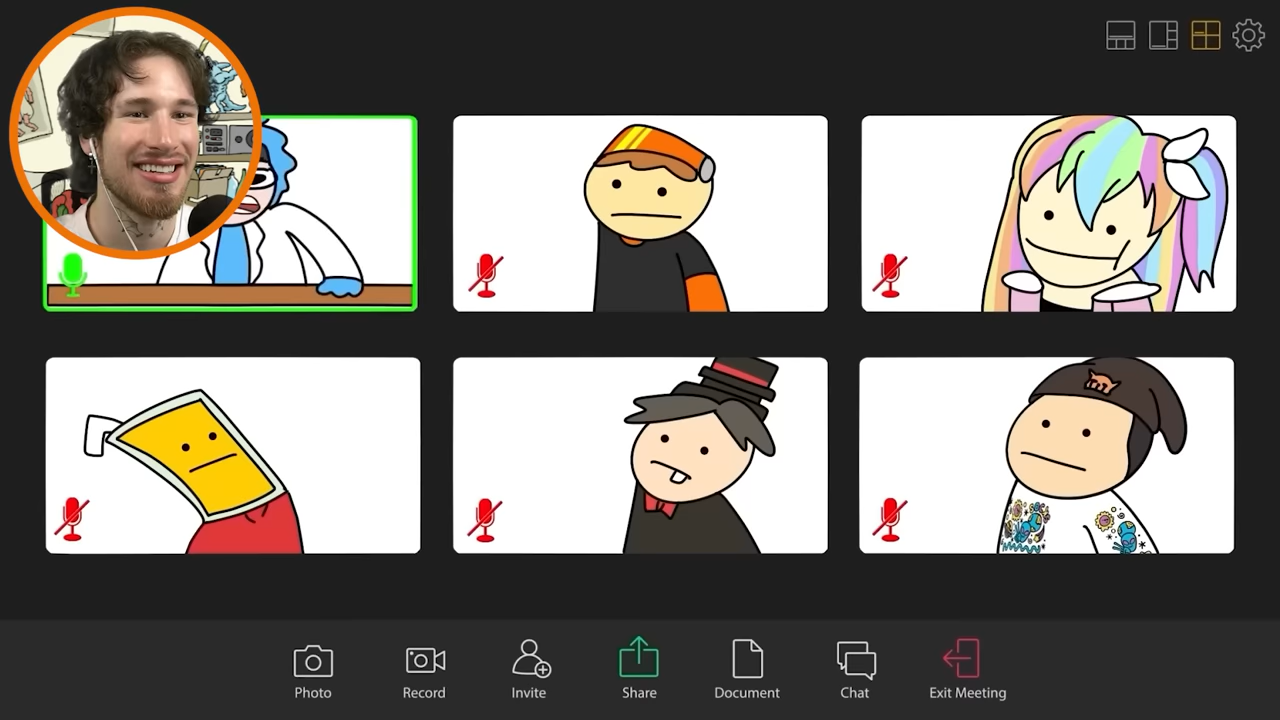 Photo
Record
Invite
Share
Document
Chat
Exit Meeting